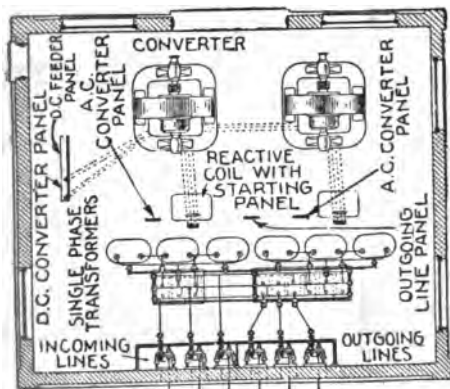 CONVERTER
D.C. FEEDER
PANEL
A.C.
CONVERTER
PANEL
D.C. CONVERTER PANEL
SINGLE PHASE
TRANSFORMERS
REACTIVE
COIL WITH
STARTING
PANEL
A.C. CONVERTER
PANEL
OUTGOING
LINE PANEL
INCOMING
LINES
OUTGOING
LINES